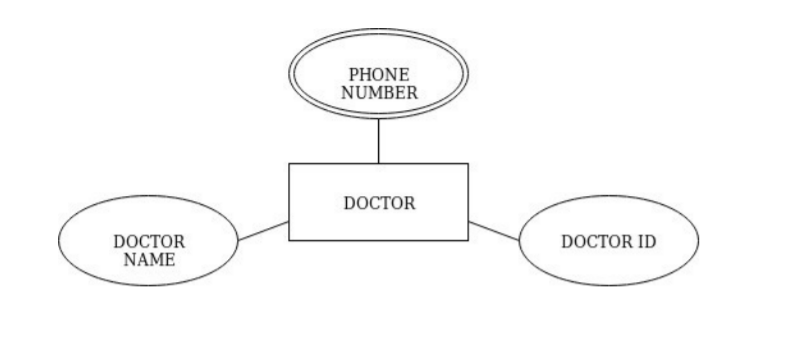 PHONE
NUMBER
DOCTOR
DOCTOR
NAME
DOCTOR ID